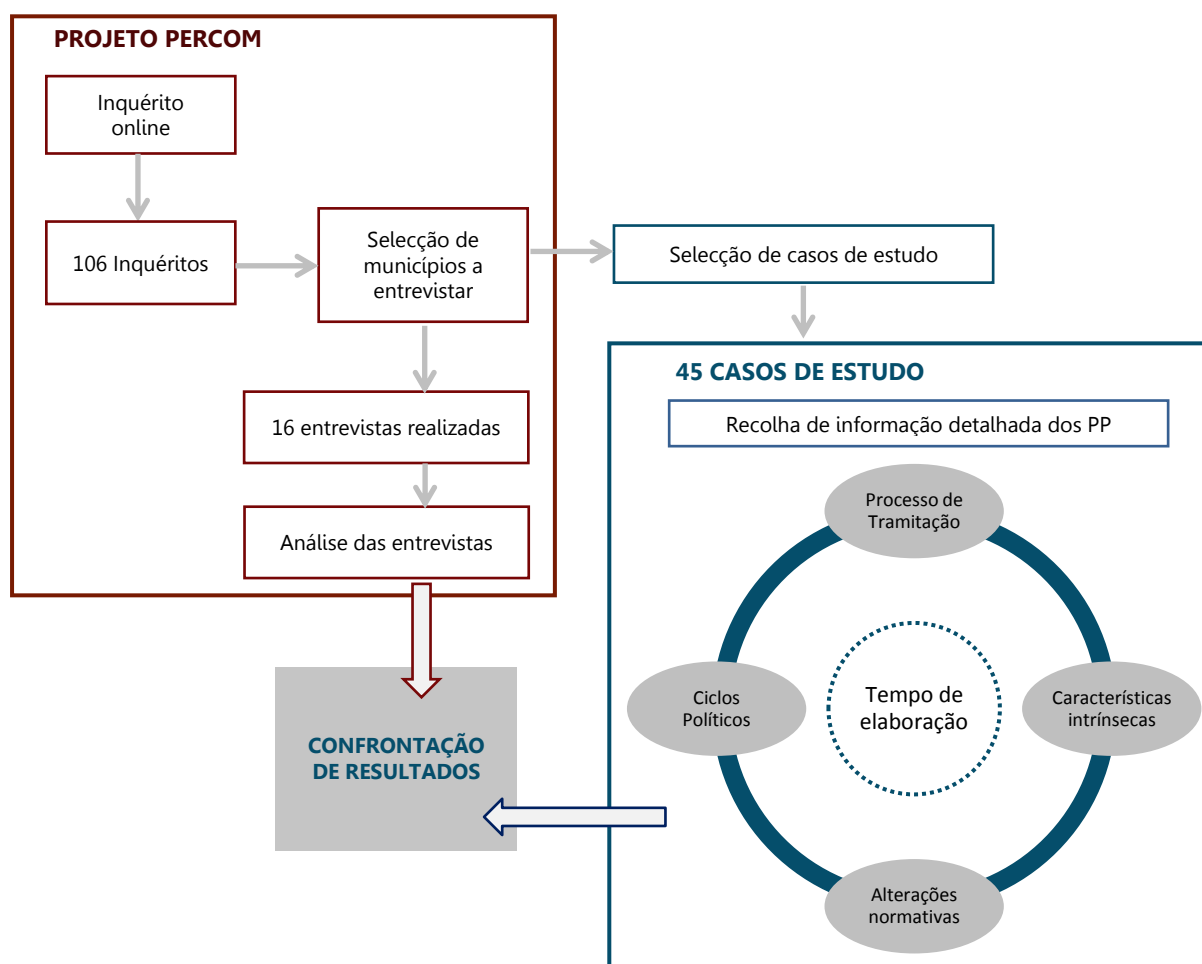 PROJETO PERCOM
Inquérito
online
106 Inquéritos
Selecção de
municípios a
entrevistar
16 entrevistas realizadas
Análise das entrevistas
CONFRONTAÇÃO
DE RESULTADOS
Selecção de casos de estudo
45 CASOS DE ESTUDO
Recolha de informação detalhada dos PP
Processo de
Tramitação
Ciclos
Políticos
Tempo de
elaboração
Características
intrínsecas
Alterações
normativas